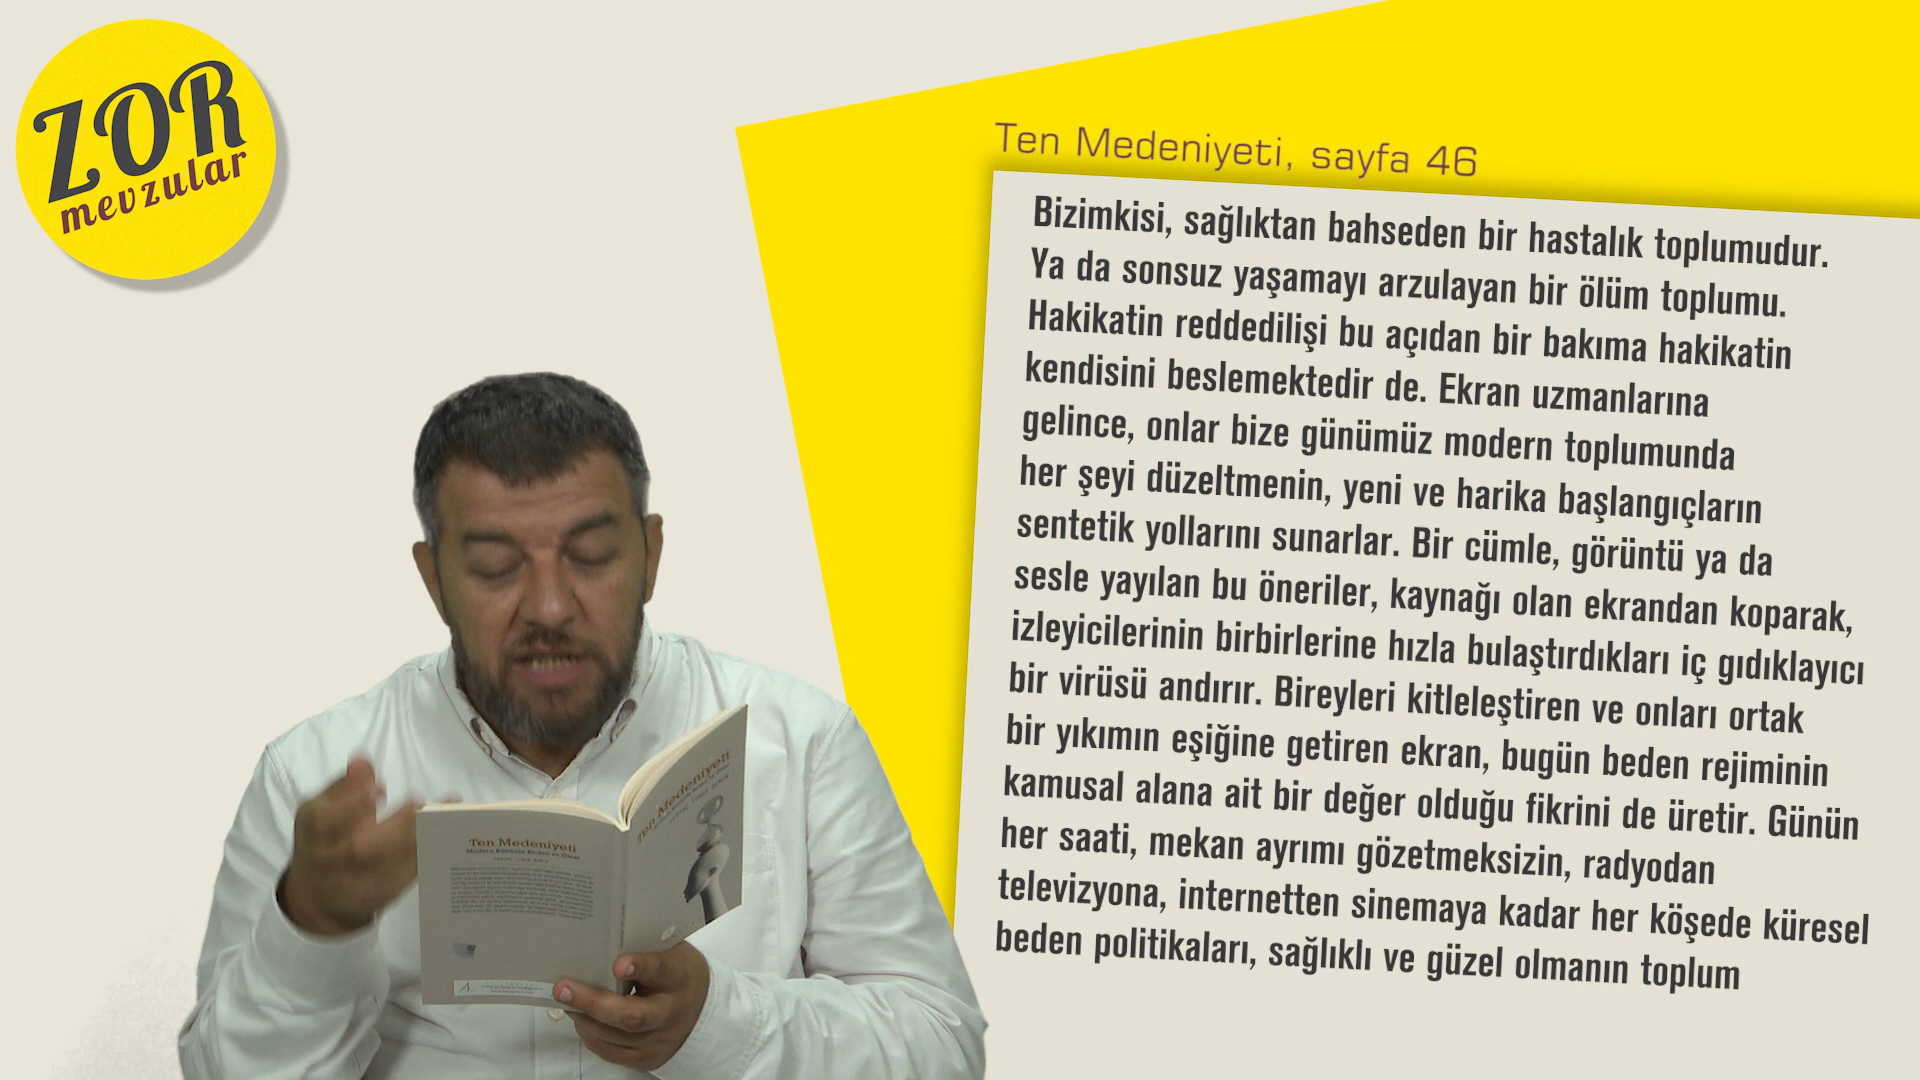 ZOR
mevzular
Ten Medeniyeti, sayfa 46
Bizimkisi, sağlıktan bahseden bir hastalık toplumudur.
Ya da sonsuz yaşamayı arzulayan bir ölüm toplumu.
Hakikatin reddedilişi bu açıdan bir bakıma hakikatin
kendisini beslemektedir de. Ekran uzmanlarına
gelince, onlar bize günümüz modern toplumunda
her şeyi düzeltmenin, yeni ve harika başlangıçların
sentetik yollarını sunarlar. Bir cümle, görüntü ya da
sesle yayılan bu öneriler, kaynağı olan ekrandan koparak,
izleyicilerinin birbirlerine hızla bulaştırdıkları iç gıdıklayıcı
bir virüsü andırır. Bireyleri kitleleştiren ve onları ortak
bir yıkımın eşiğine getiren ekran, bugün beden rejiminin
kamusal alana ait bir değer olduğu fikrini de üretir. Günün
her saati, mekan ayrımı gözetmeksizin, radyodan
televizyona, internetten sinemaya kadar her köşede küresel
beden politikaları, sağlıklı ve güzel olmanın toplum
Ten Medeniyeti
Ten Medeniyeti